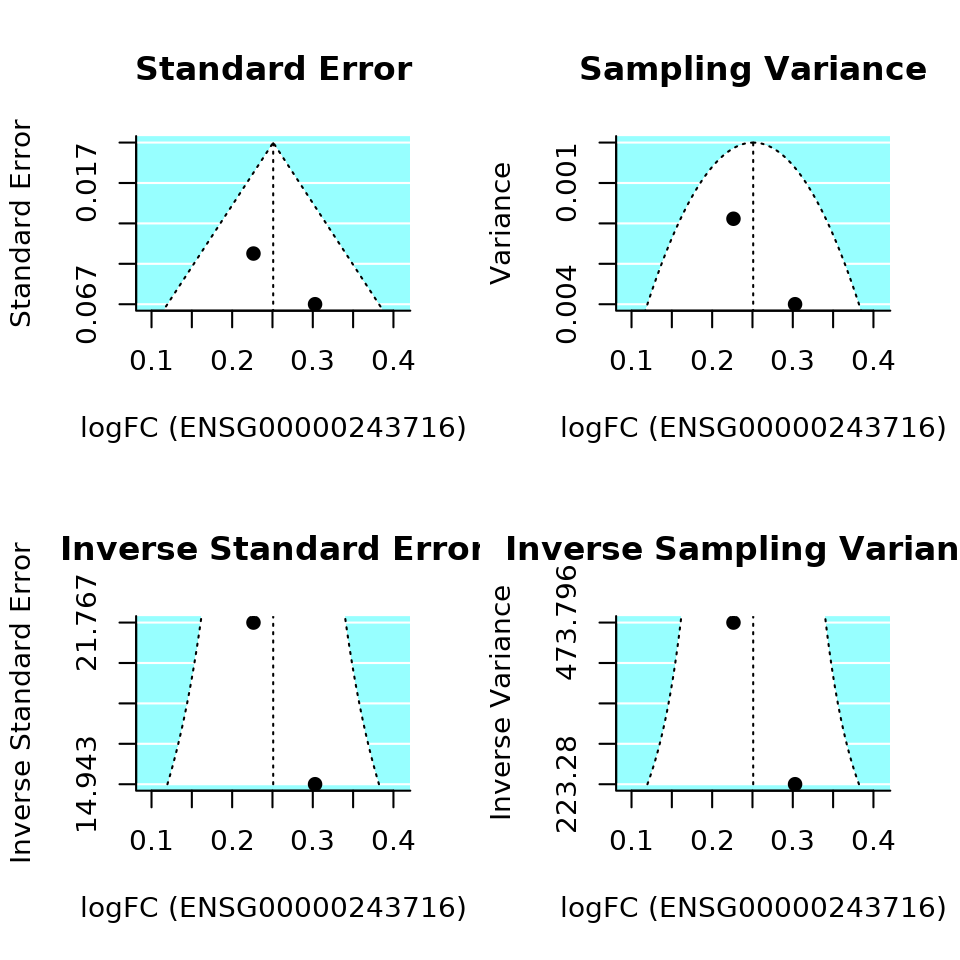 Standard Error
Standard Error
0.017
0.067
0.1 0.2 0.3 0.4
logFC (ENSG00000243716)
Sampling Variance
Variance
0.001
0.004
0.1 0.2 0.3 0.4
logFC (ENSG00000243716)
Inverse Standard Error
Inverse Standard Error
21.767
14.943
0.1 0.2 0.3 0.4
logFC (ENSG00000243716)
Inverse Sampling Varian
Inverse Variance
473.796
223.28
0.1 0.2 0.3 0.4
logFC (ENSG00000243716)